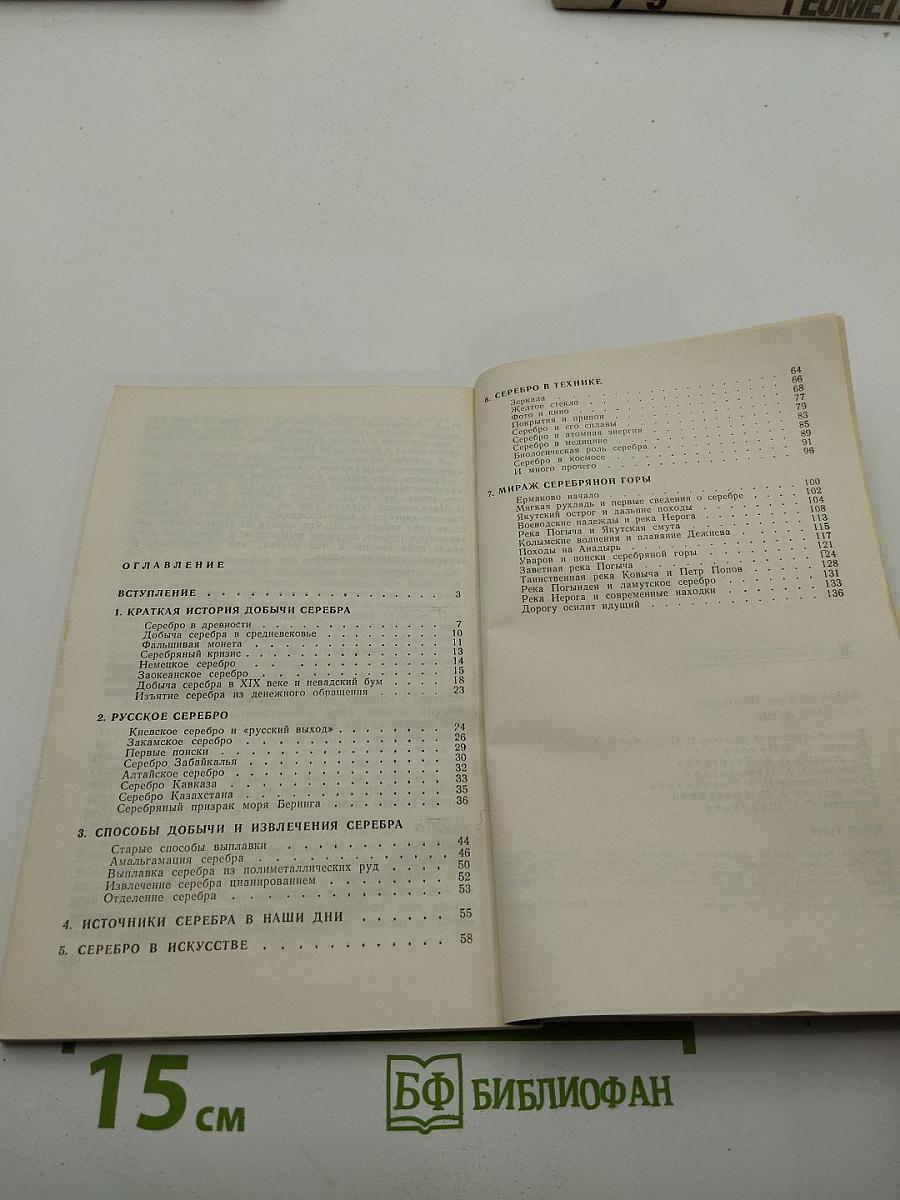 7-9 ГЕОМЕТ
ОГЛАВЛЕНИЕ
ВСТУПЛЕНИЕ . . . . . . . . . . . . . . . . 3
1. КРАТКАЯ ИСТОРИЯ ДОБЫЧИ СЕРЕБРА
Серебро в древности . . . . . . . . . . . . . 7
Добыча серебра в средневековье . . . . . . . . . 10
Фальшивая монета . . . . . . . . . . . . . 11
Серебряный кризис . . . . . . . . . . . . . 13
Немецкое серебро . . . . . . . . . . . . . 14
Заокеанское серебро . . . . . . . . . . . . 15
Добыча серебра в XIX веке и невадский бум . . . . 18
Изъятие серебра из денежного обращения . . . . . 23
2. РУССКОЕ СЕРЕБРО
Киевское серебро и «русский выход» . . . . . . . . 24
Закамское серебро . . . . . . . . . . . . . 26
Первые поиски . . . . . . . . . . . . . . 29
Серебро Забайкалья . . . . . . . . . . . . 30
Алтайское серебро . . . . . . . . . . . . . 32
Серебро Кавказа . . . . . . . . . . . . . 33
Серебро Казахстана . . . . . . . . . . . . 35
Серебряный призрак моря Беринга . . . . . . . . 36
3. СПОСОБЫ ДОБЫЧИ И ИЗВЛЕЧЕНИЯ СЕРЕБРА
Старые способы выплавки . . . . . . . . . . . 44
Амальгамация серебра . . . . . . . . . . . . 46
Выплавка серебра из полиметаллических руд . . . . 50
Извлечение серебра цианированием . . . . . . . . 52
Отделение серебра . . . . . . . . . . . . . 53
4. ИСТОЧНИКИ СЕРЕБРА В НАШИ ДНИ . . . . . . 55
5. СЕРЕБРО В ИСКУССТВЕ . . . . . . . . . . . 58
6. СЕРЕБРО В ТЕХНИКЕ
Зеркала . . . . . . . . . . . . . . . 64
Желтое стекло . . . . . . . . . . . . . 66
Фото и кино . . . . . . . . . . . . . . 68
Покрытия и припои . . . . . . . . . . . . 77
Серебро и его сплавы . . . . . . . . . . . 79
Серебро и атомная энергия . . . . . . . . . 83
Серебро в медицине . . . . . . . . . . . . 85
Биологическая роль серебра . . . . . . . . . 89
Серебро в космосе . . . . . . . . . . . . 91
И много прочего . . . . . . . . . . . . . 96
7. МИРАЖ СЕРЕБРЯНОЙ ГОРЫ
Ермаково начало . . . . . . . . . . . . . 100
Мягкая рухлядь и первые сведения о серебре . . . . 102
Якутский острог и дальние походы . . . . . . . 104
Воеводские надежды и река Нерога . . . . . . . 108
Река Погыча и Якутская смута . . . . . . . . . 113
Колымские волнения и плавание Дежнева . . . . . 115
Походы на Анадырь . . . . . . . . . . . . 117
Уваров и поиски серебряной горы . . . . . . . . 121
Заветная река Погыча . . . . . . . . . . . 124
Таинственная река Ковыча и Петр Попов . . . . . 128
Река Погынден и ламутское серебро . . . . . . . 131
Река Нерога и современные находки . . . . . . . 133
Дорогу осилит идущий . . . . . . . . . . . 136
15 см
БФ БИБЛИОФАН